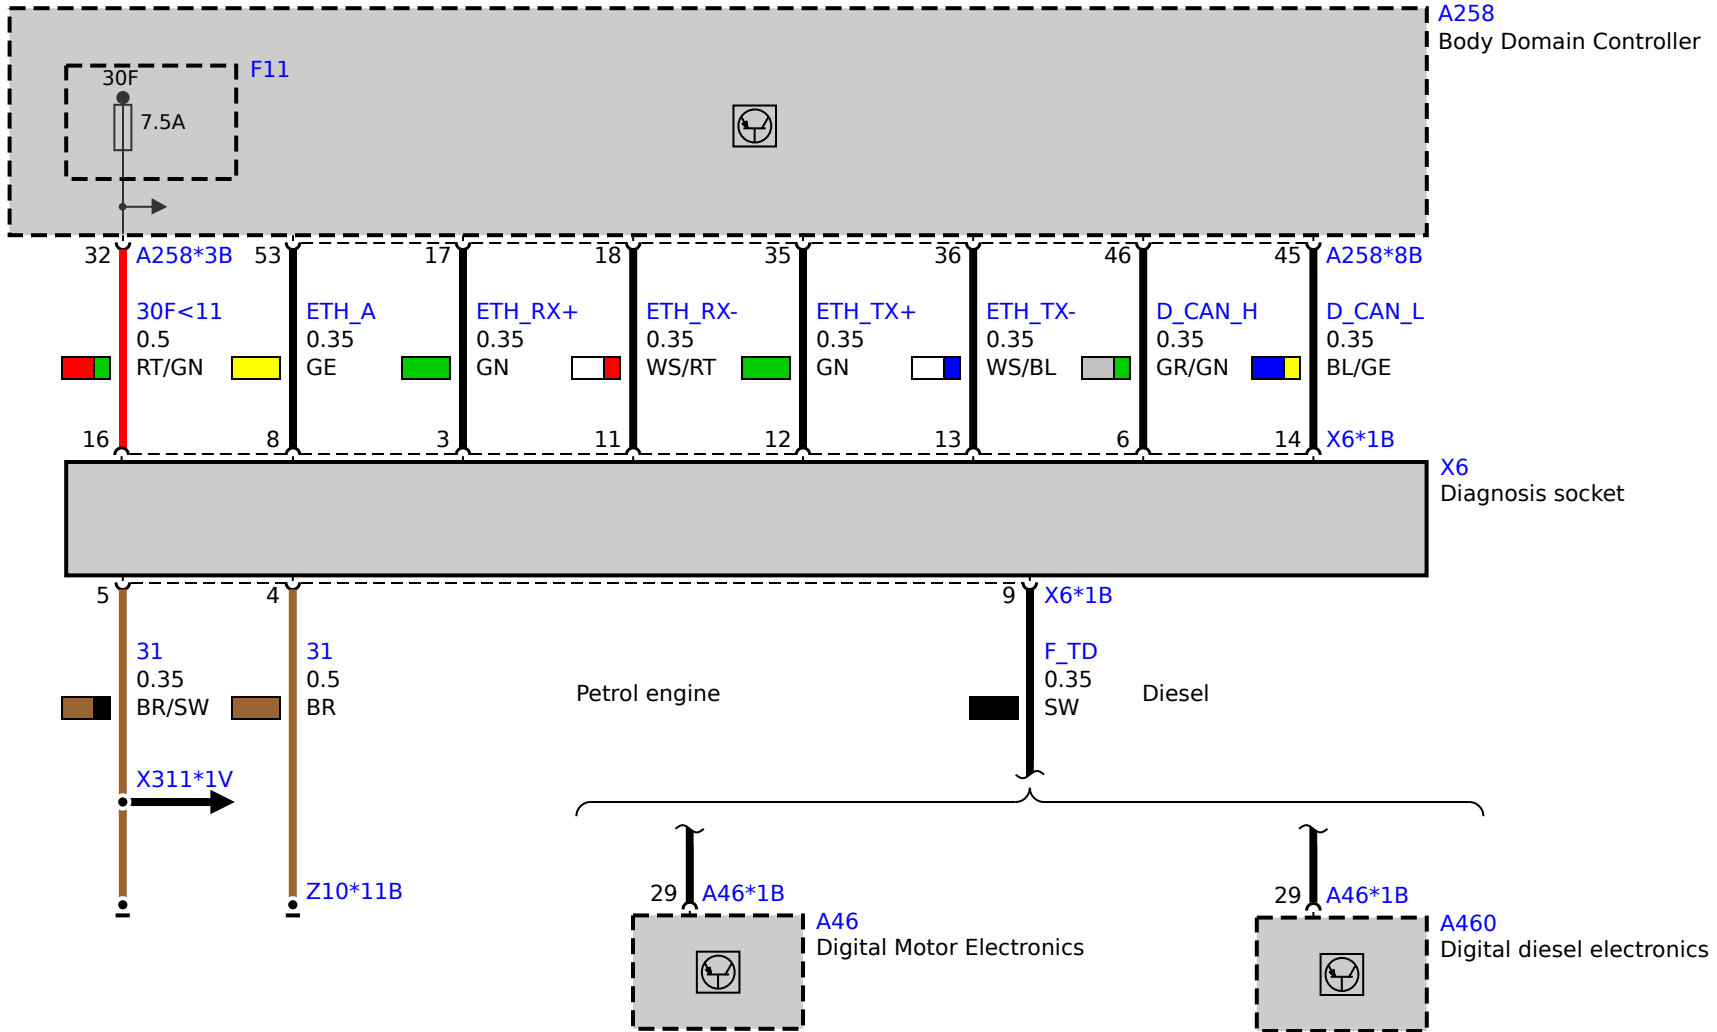 A258
Body Domain Controller
F11
30F
7.5A
32 A258*3B 53 17 18 35 36 46 45 A258*8B
30F<11 ETH_A ETH_RX+ ETH_RX- ETH_TX+ ETH_TX- D_CAN_H D_CAN_L
0.5 0.35 0.35 0.35 0.35 0.35 0.35 0.35
RT/GN GE GN WS/RT GN WS/BL GR/GN BL/GE
16 8 3 11 12 13 6 14 X6*1B
X6
Diagnosis socket
5 4 9 X6*1B
31 31 F_TD
0.35 0.5 0.35
BR/SW BR Petrol engine SW Diesel
X311*1V
Z10*11B
29 A46*1B 29 A46*1B
A46 A460
Digital Motor Electronics Digital diesel electronics